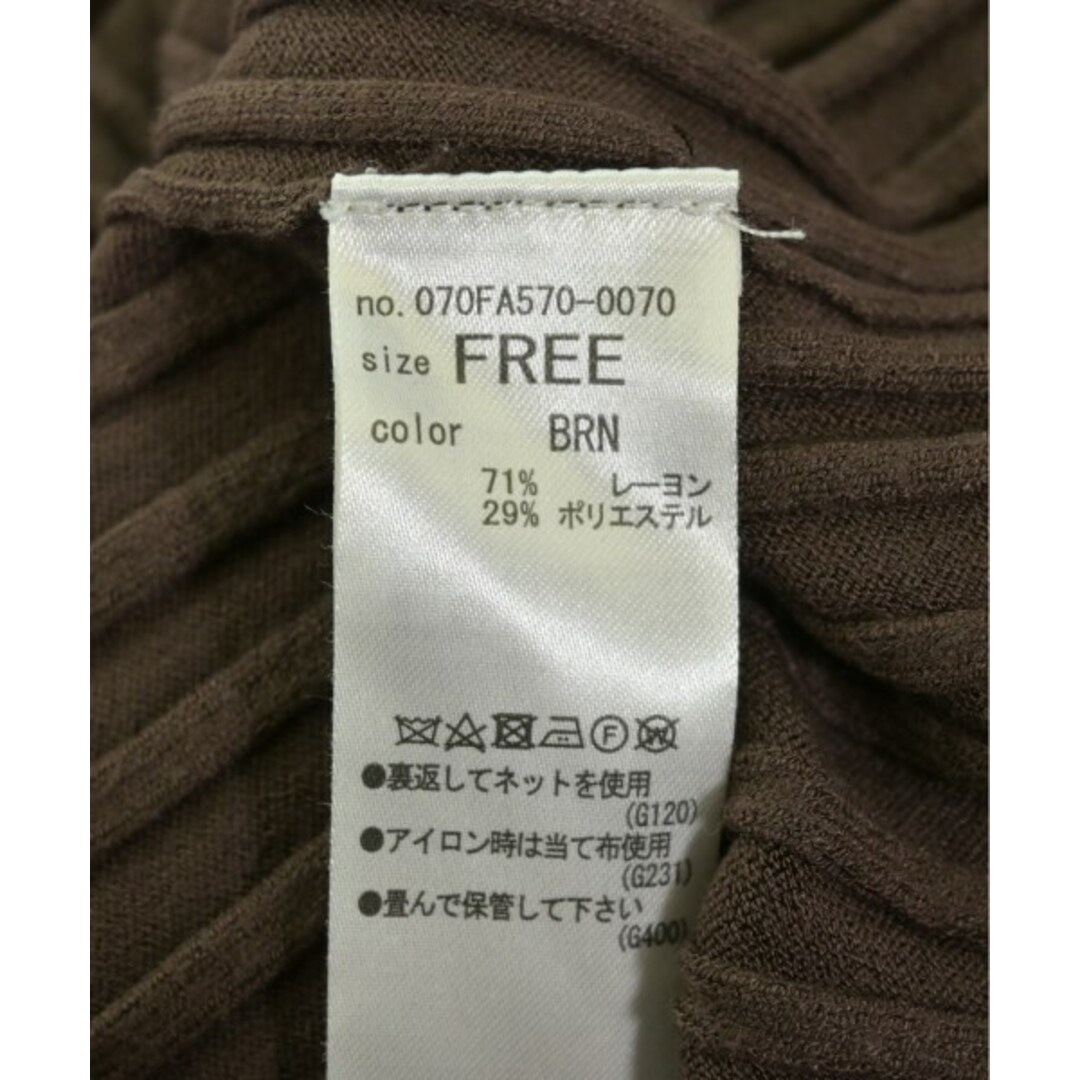 no. 070FA570-0070
size FREE
color BRN
71% レーヨン
29% ポリエステル
Ⓕ W
●裏返してネットを使用
(G120)
●アイロン時は当て布使用
(G231)
●畳んで保管して下さい
(G400)